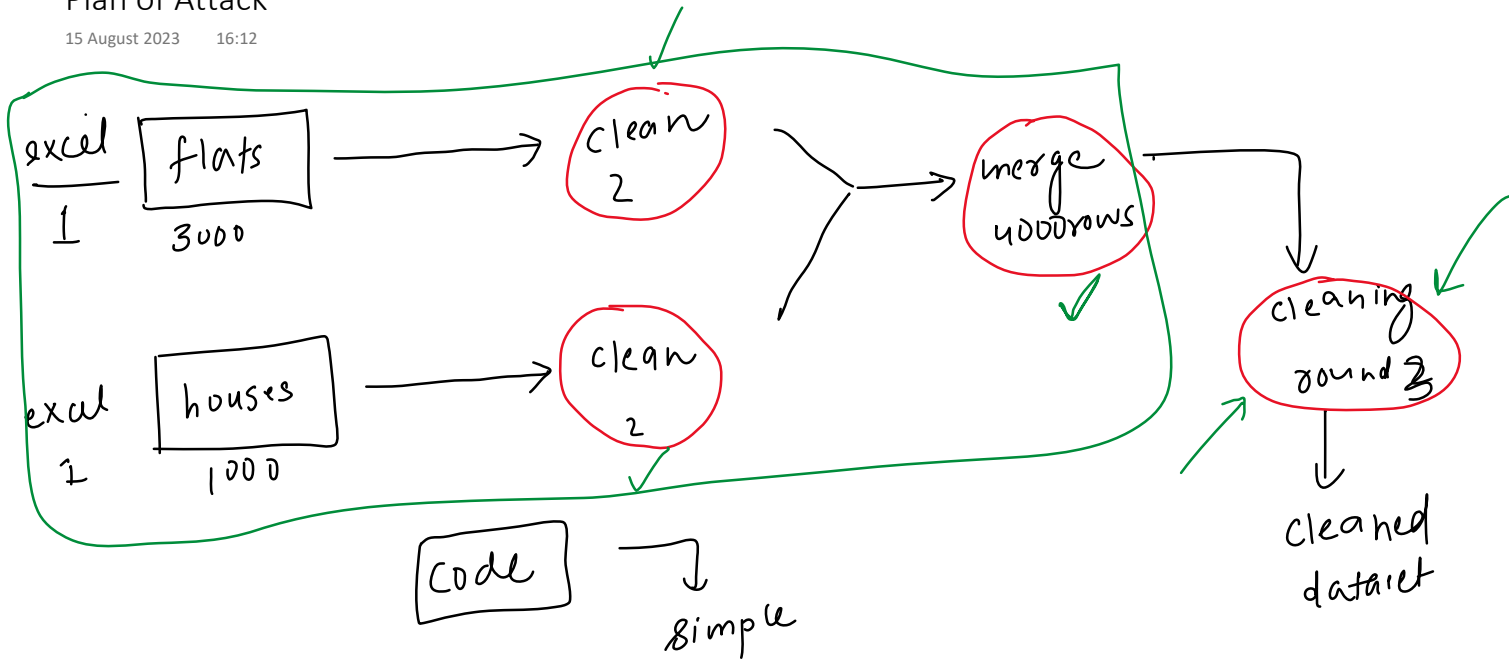 Plan of Attack
15 August 2023 16:12
excel
1
flats
3000
clean
2
merge
4000rows
excel
1
houses
1000
clean
2
cleaning
round 3
cleaned
dataset
code
simple